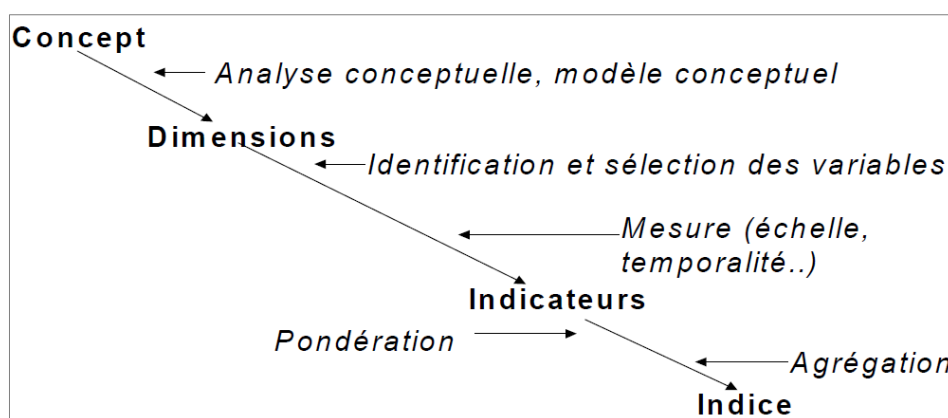 Concept
Analyse conceptuelle, modèle conceptuel
Dimensions
Identification et sélection des variables
Mesure (échelle,
temporalité..)
Indicateurs
Pondération
Agrégation
Indice